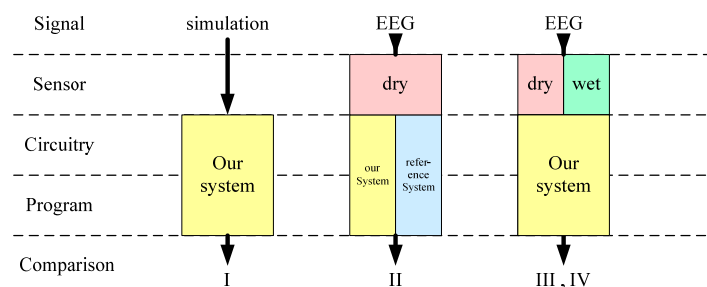 Signal simulation EEG EEG
Sensor dry dry wet
Circuitry
Our system
our System
refer-
ence
System
Our system
Program
Comparison I II III , IV